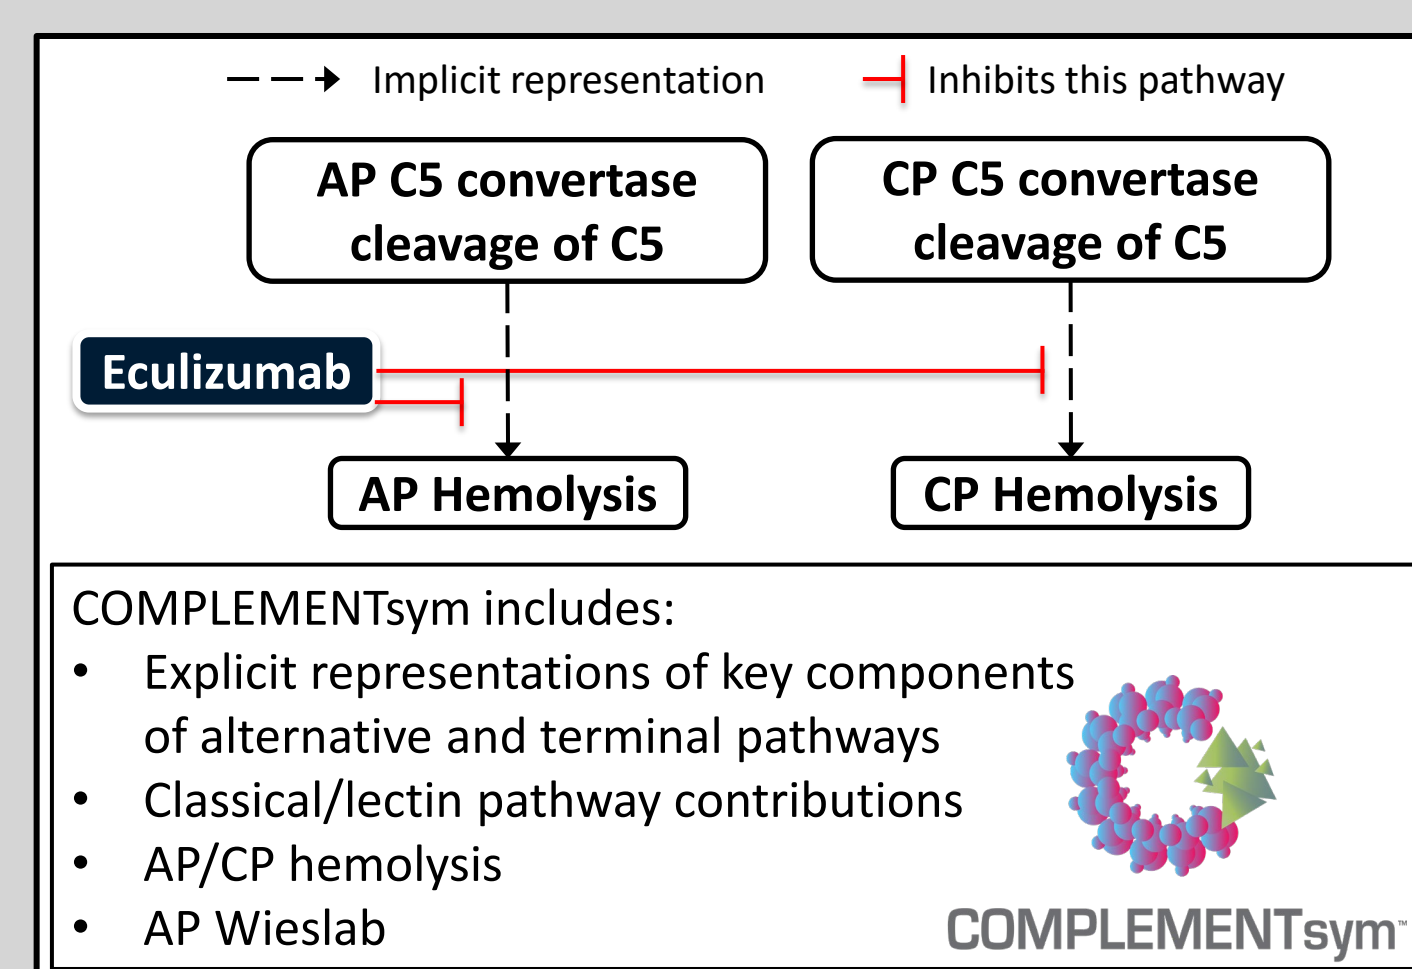 Implicit representation
Inhibits this pathway
AP C5 convertase
cleavage of C5
CP C5 convertase
cleavage of C5
Eculizumab
AP Hemolysis
CP Hemolysis
COMPLEMENTsym includes:
• Explicit representations of key components
of alternative and terminal pathways
• Classical/lectin pathway contributions
• AP/CP hemolysis
• AP Wieslab
COMPLEMENTsym™